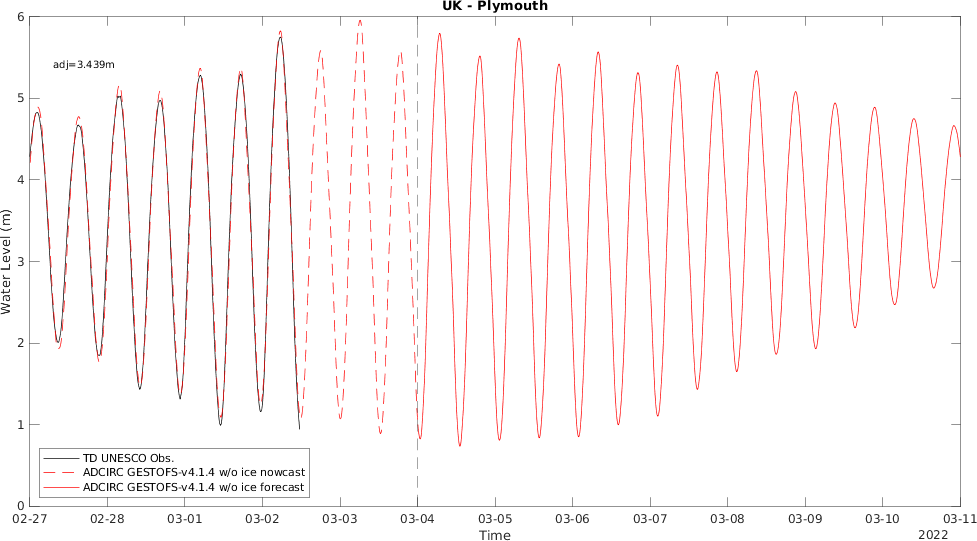 UK - Plymouth
6
adj=3.439m
5
4
Water Level (m)
3
2
1
TD UNESCO Obs.
ADCIRC GESTOFS-v4.1.4 w/o ice nowcast
ADCIRC GESTOFS-v4.1.4 w/o ice forecast
0
02-27 02-28 03-01 03-02 03-03 03-04 03-05 03-06 03-07 03-08 03-09 03-10 03-11
Time
2022